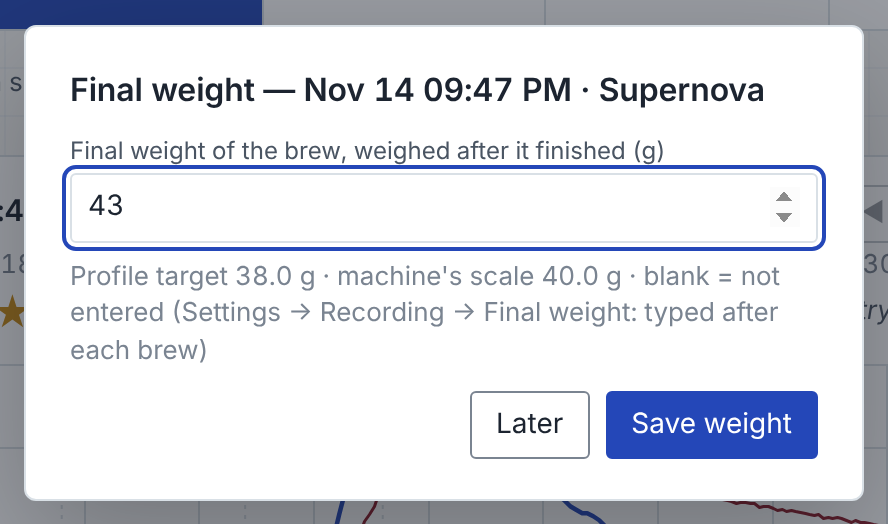 Final weight — Nov 14 09:47 PM · Supernova
Final weight of the brew, weighed after it finished (g)
43
Profile target 38.0 g · machine's scale 40.0 g · blank = not
entered (Settings → Recording → Final weight: typed after
each brew)
Later
Save weight